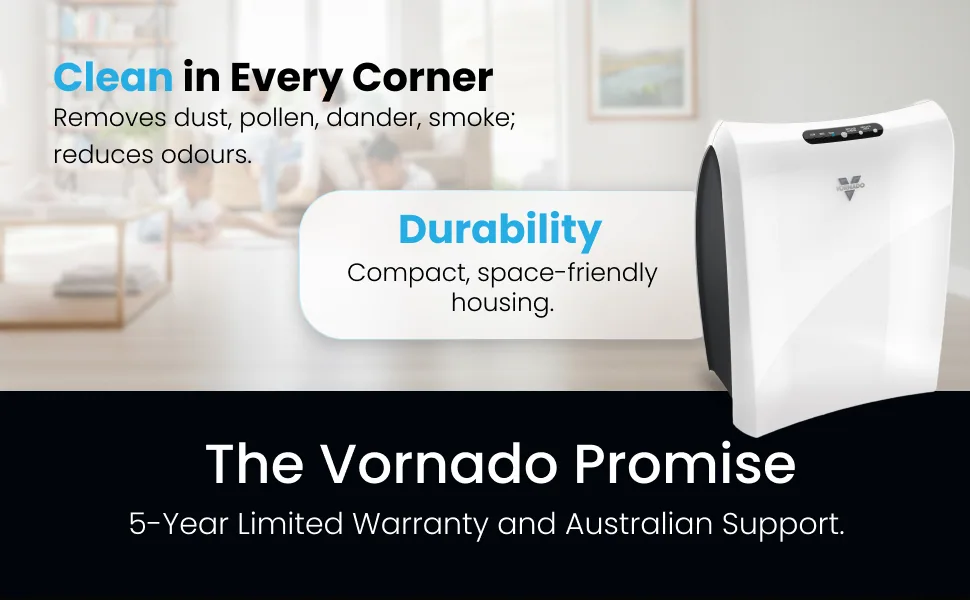 Clean in Every Corner
Removes dust, pollen, dander, smoke;
reduces odours.
Durability
Compact, space-friendly
housing.
VORNADO
The Vornado Promise
5-Year Limited Warranty and Australian Support.